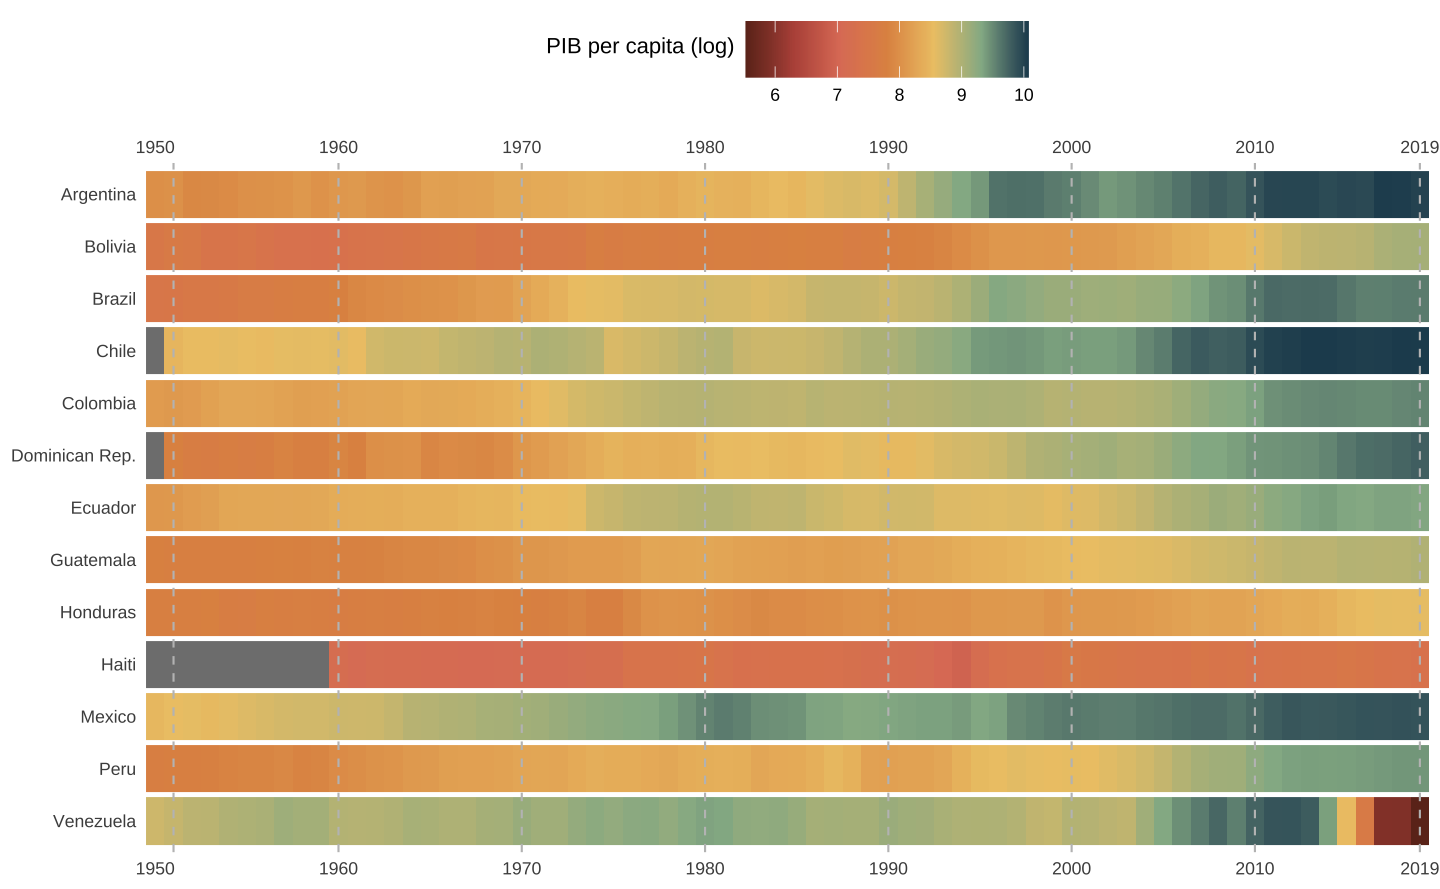 PIB per capita (log)
6 7 8 9 10
1950 1960 1970 1980 1990 2000 2010 2019
Argentina
Bolivia
Brazil
Chile
Colombia
Dominican Rep.
Ecuador
Guatemala
Honduras
Haiti
Mexico
Peru
Venezuela
1950 1960 1970 1980 1990 2000 2010 2019